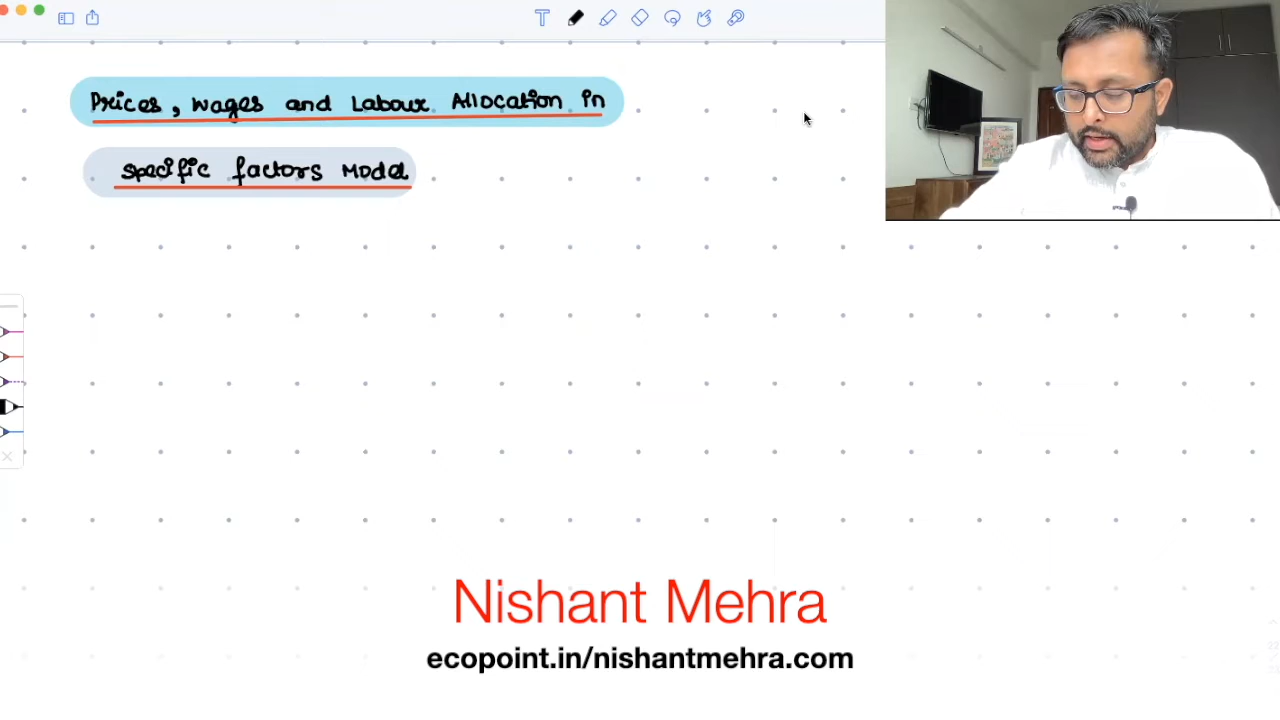 Prices, wages and Labour Allocation in
specific factors Model
Nishant Mehra
ecopoint.in/nishantmehra.com